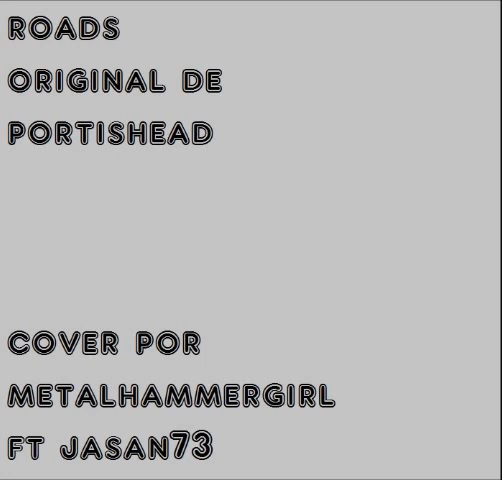 ROADS
ORIGINAL DE
PORTISHEAD
COVER POR
METALHAMMERGIRL
FT JASAN73